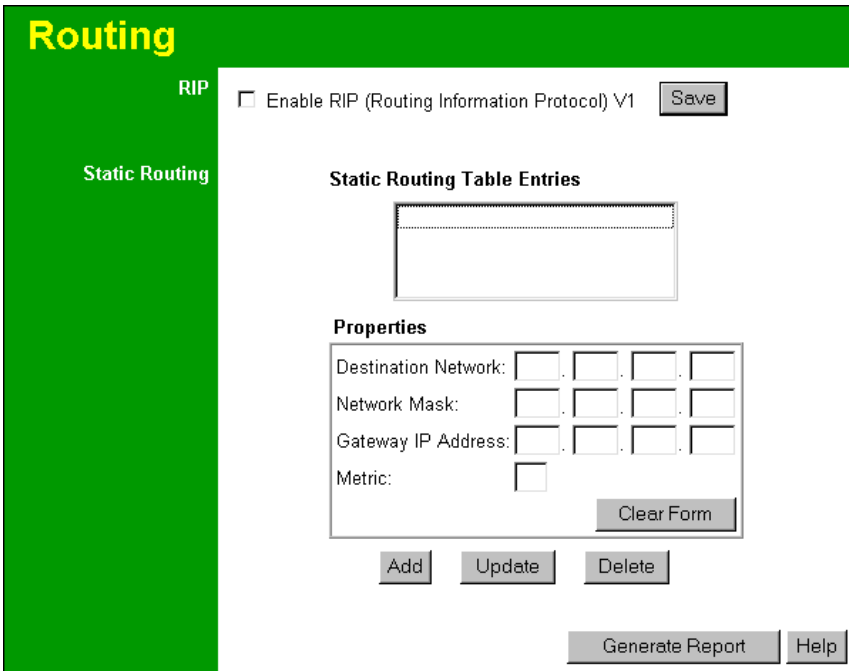 Routing
RIP
Enable RIP (Routing Information Protocol) V1
Save
Static Routing
Static Routing Table Entries
Properties
Destination Network: . . .
Network Mask: . . .
Gateway IP Address: . . .
Metric:
Clear Form
Add
Update
Delete
Generate Report
Help